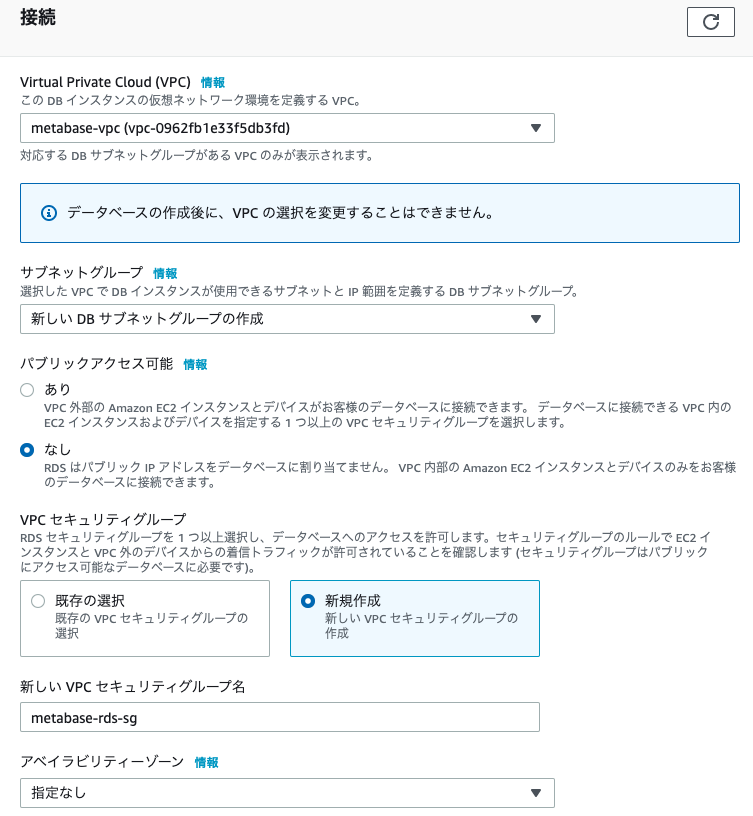 接続
Virtual Private Cloud (VPC) 情報
この DB インスタンスの仮想ネットワーク環境を定義する VPC。
metabase-vpc (vpc-0962fb1e33f5db3fd)
対応する DB サブネットグループがある VPC のみが表示されます。
データベースの作成後に、VPC の選択を変更することはできません。
サブネットグループ 情報
選択した VPC で DB インスタンスが使用できるサブネットと IP 範囲を定義する DB サブネットグループ。
新しい DB サブネットグループの作成
パブリックアクセス可能 情報
あり
VPC 外部の Amazon EC2 インスタンスとデバイスがお客様のデータベースに接続できます。 データベースに接続できる VPC 内の
EC2 インスタンスおよびデバイスを指定する 1 つ以上の VPC セキュリティグループを選択します。
なし
RDS はパブリック IP アドレスをデータベースに割り当てません。 VPC 内部の Amazon EC2 インスタンスとデバイスのみをお客様
のデータベースに接続できます。
VPC セキュリティグループ
RDS セキュリティグループを 1 つ以上選択し、データベースへのアクセスを許可します。セキュリティグループのルールで EC2 イ
ンスタンスと VPC 外のデバイスからの着信トラフィックが許可されていることを確認します (セキュリティグループはパブリック
にアクセス可能なデータベースに必要です)。
既存の選択
既存の VPC セキュリティグループの
選択
新規作成
新しい VPC セキュリティグループの
作成
新しい VPC セキュリティグループ名
metabase-rds-sg
アベイラビリティーゾーン 情報
指定なし